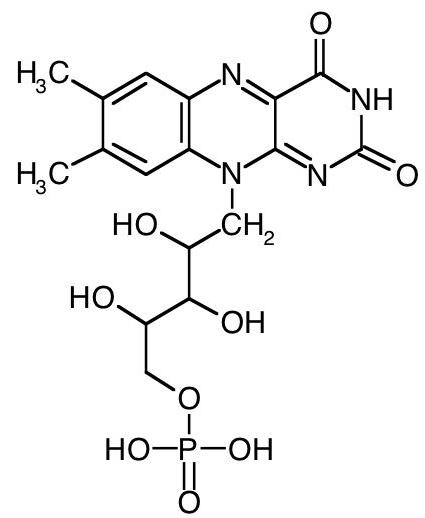 O
H₃C N NH
H₃C N N O
HO CH₂
HO OH
O
HO P OH
O